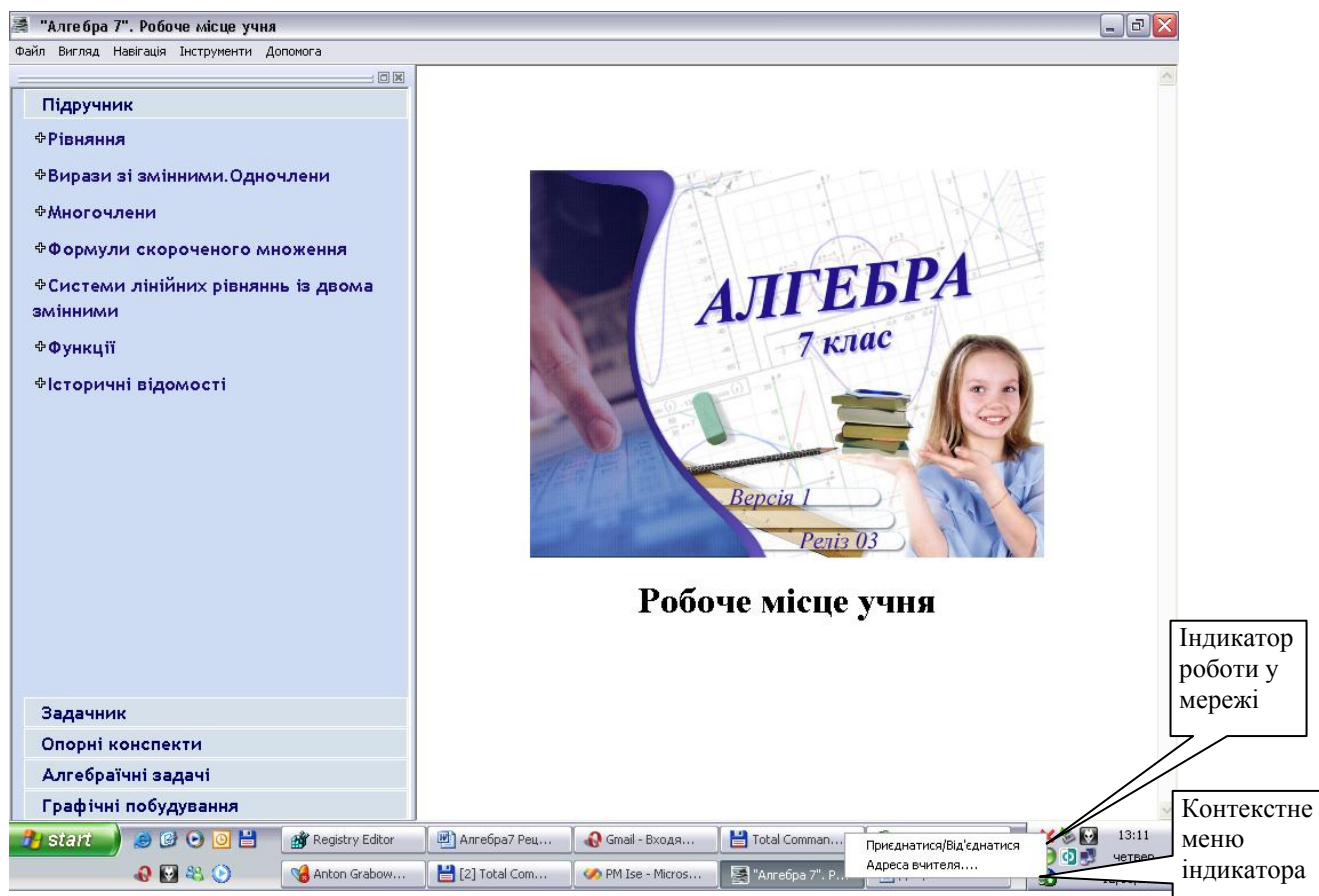 "Алгебра 7". Робоче місце учня
Файл Вигляд Навігація Інструменти Допомога
Підручник
Рівняння
Вирази зі змінними.Одночлени
Многочлени
Формули скороченого множення
Системи лінійних рівняннь із двома
змінними
Функції
Історичні відомості
Задачник
Опорні конспекти
Алгебраїчні задачі
Графічні побудування
АЛГЕБРА
7 клас
Версія 1
Реліз 03
Робоче місце учня
Індикатор
роботи у
мережі
Контекстне
меню
індикатора
Приєднатися/Від'єднатися
Адреса вчителя....
start
Registry Editor
Алгебра7 Рец...
Gmail - Входя...
Total Comman...
13:11
Anton Grabow...
[2] Total Com...
PM Ise - Micros...
"Алгебра 7". Р...
четвер